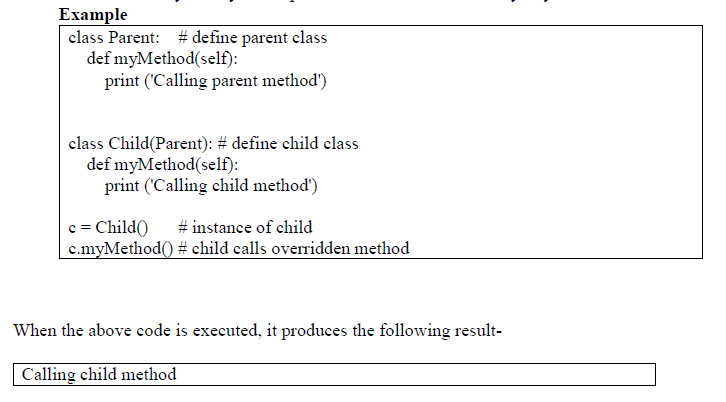 Example
class Parent: # define parent class
def myMethod(self):
print ('Calling parent method')
class Child(Parent): # define child class
def myMethod(self):
print ('Calling child method')
c = Child() # instance of child
c.myMethod() # child calls overridden method
When the above code is executed, it produces the following result-
Calling child method